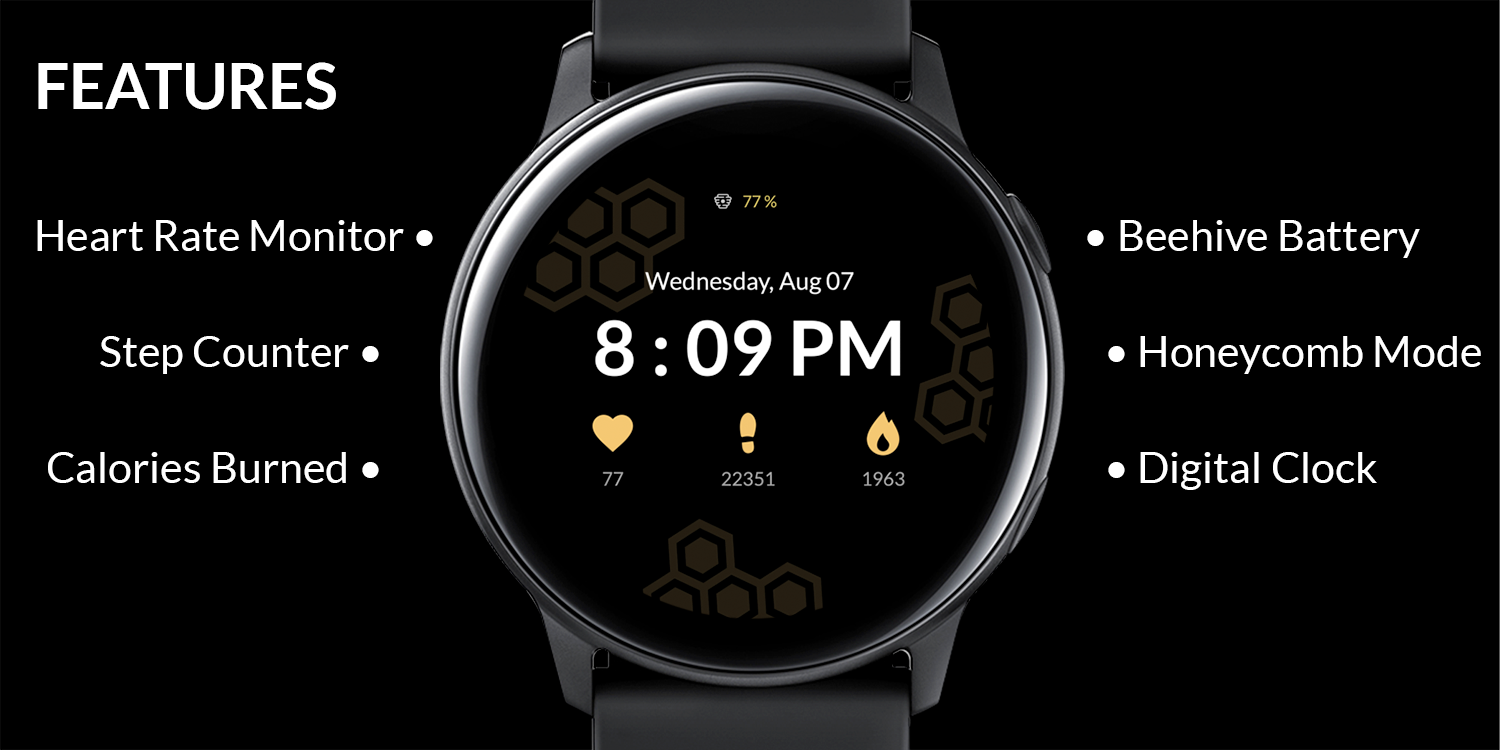 FEATURES
Heart Rate Monitor •
Step Counter •
Calories Burned •
77%
Wednesday, Aug 07
8 : 09 PM
77 22351 1963
• Beehive Battery
• Honeycomb Mode
• Digital Clock